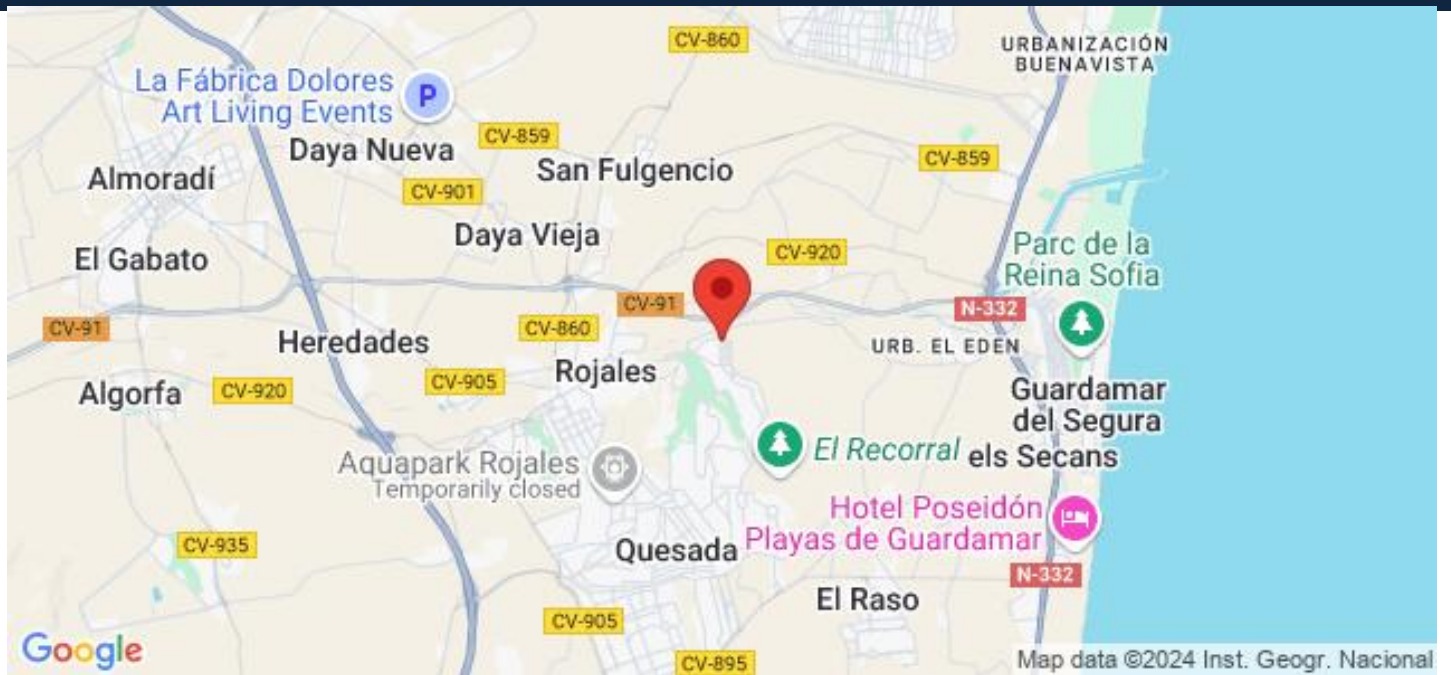 CV-860
URBANIZACIÓN
BUENAVISTA
La Fábrica Dolores
Art Living Events
P
CV-859
Daya Nueva
San Fulgencio
CV-859
Almoradí
CV-901
Daya Vieja
CV-920
Parc de la
Reina Sofia
El Gabato
CV-91
N-332
CV-91
CV-860
Heredades
URB. EL EDEN
Rojales
CV-905
Algorfa
CV-920
Guardamar
del Segura
El Recorral
els Secans
Aquapark Rojales
Temporarily closed
Hotel Poseidón
Playas de Guardamar
CV-935
Quesada
N-332
El Raso
CV-905
Google
CV-895
Map data ©2024 Inst. Geogr. Nacional